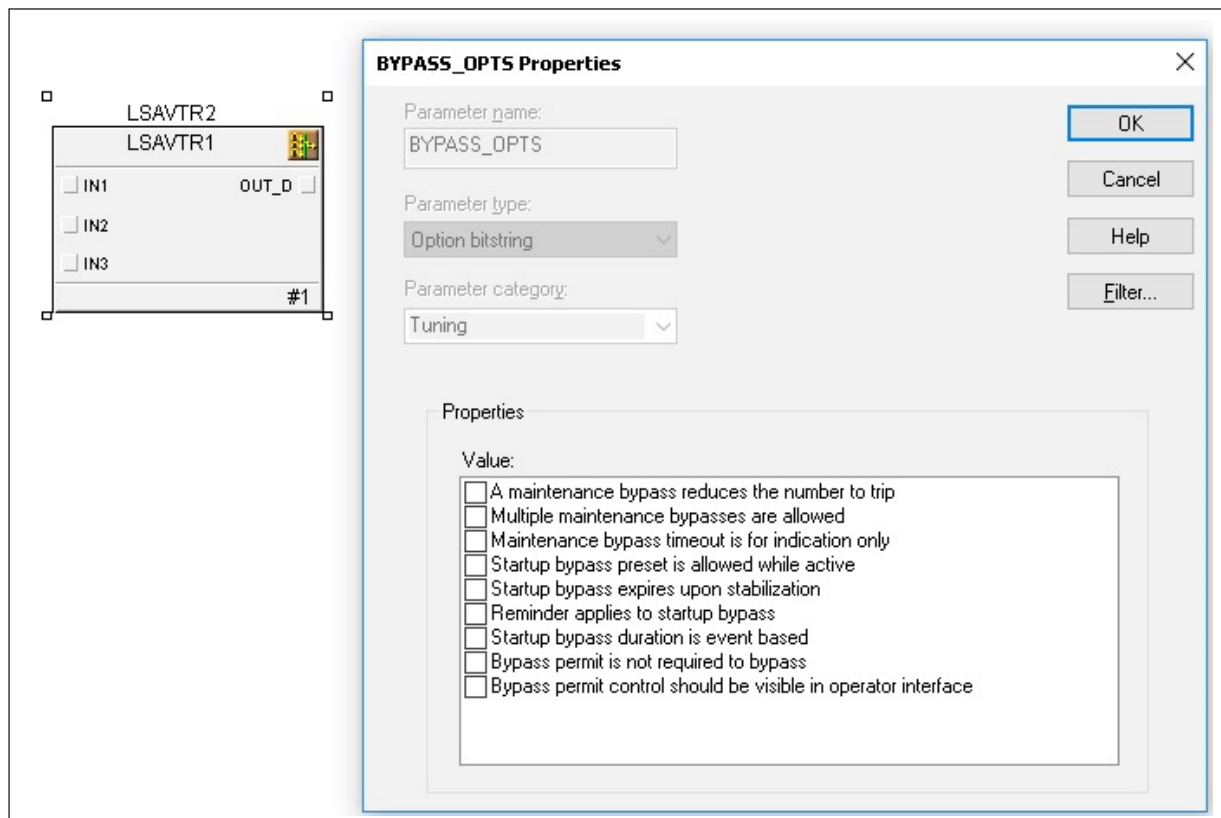 LSAVTR2
LSAVTR1
IN1 OUT_D
IN2
IN3
#1
BYPASS_OPTS Properties
Parameter name:
BYPASS_OPTS
Parameter type:
Option bitstring
Parameter category:
Tuning
OK
Cancel
Help
Filter...
Properties
Value:
A maintenance bypass reduces the number to trip
Multiple maintenance bypasses are allowed
Maintenance bypass timeout is for indication only
Startup bypass preset is allowed while active
Startup bypass expires upon stabilization
Reminder applies to startup bypass
Startup bypass duration is event based
Bypass permit is not required to bypass
Bypass permit control should be visible in operator interface